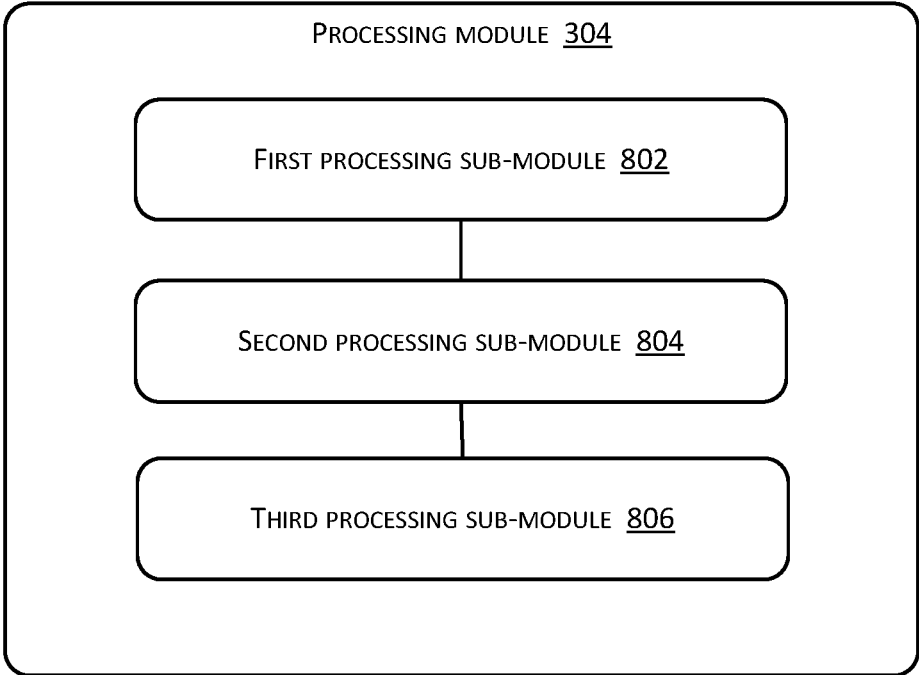 Processing module 304
First processing sub-module 802
Second processing sub-module 804
Third processing sub-module 806